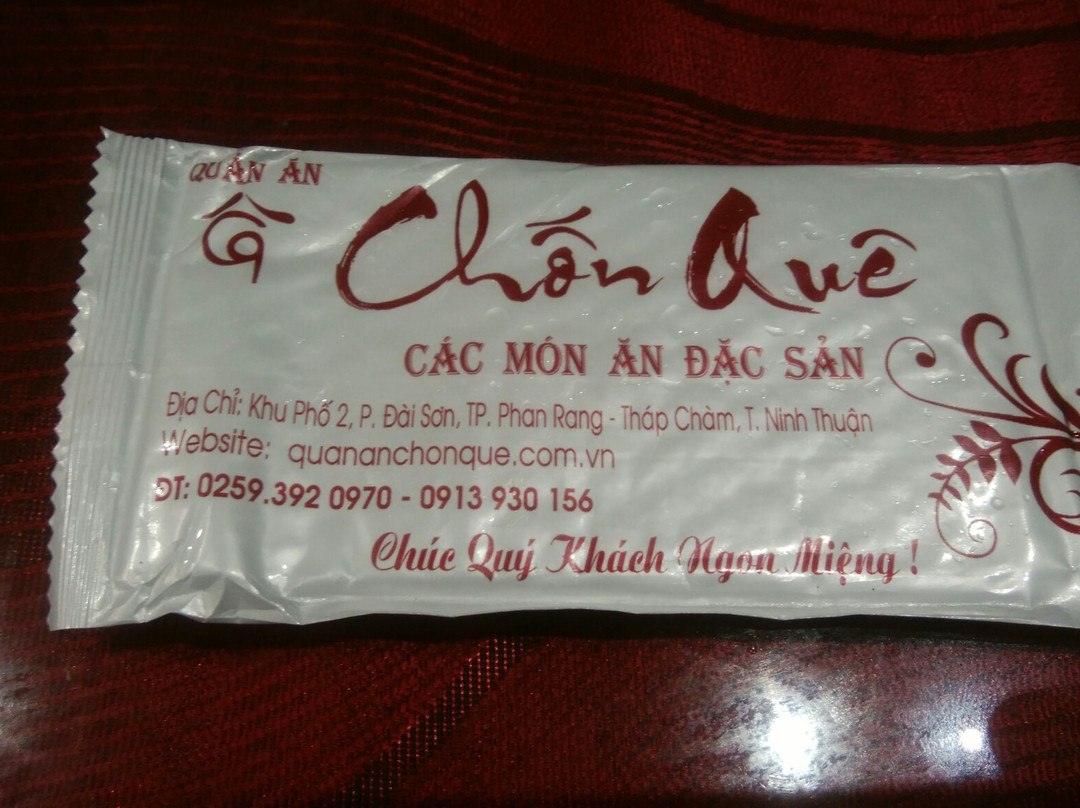 QUÁN ĂN
Chốn Quê
CÁC MÓN ĂN ĐẶC SẢN
Địa Chỉ: Khu Phố 2, P. Đài Sơn, TP. Phan Rang - Tháp Chàm, T. Ninh Thuận
Website: quananchonque.com.vn
ĐT: 0259.392 0970 - 0913 930 156
Chúc Quý Khách Ngon Miệng !